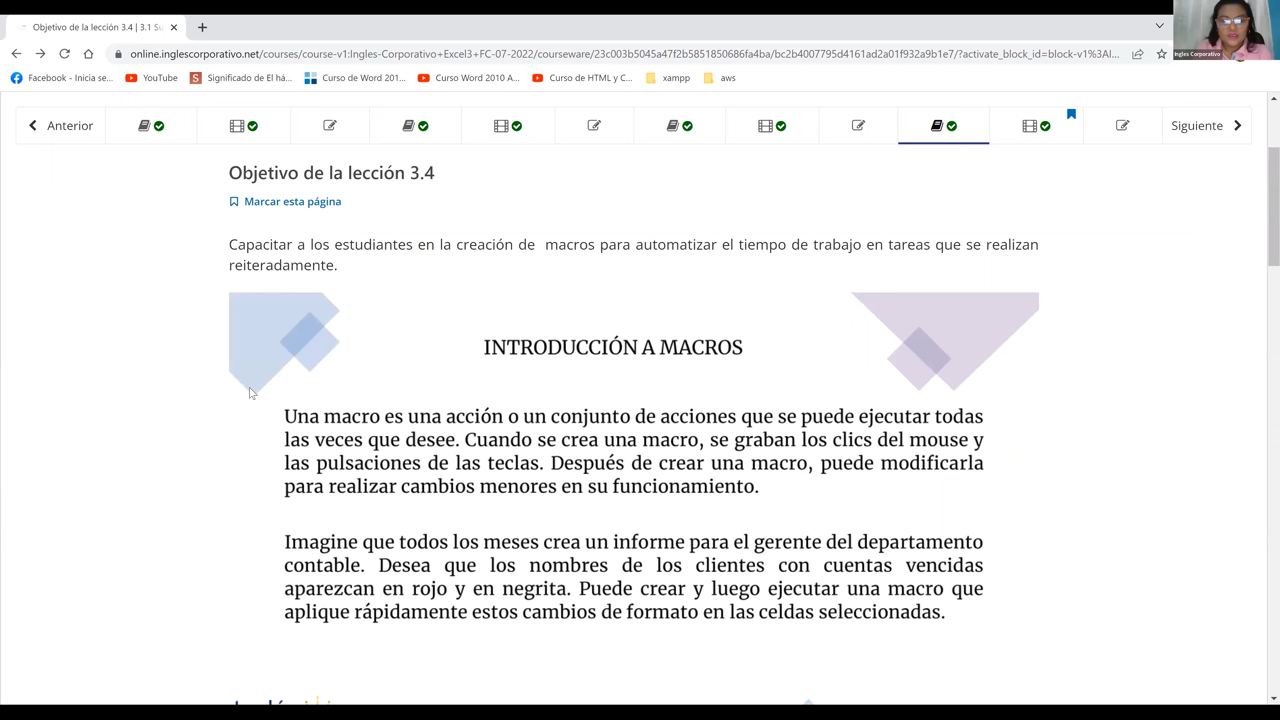 Objetivo de la lección 3.4 | 3.1 Su
online.inglescorporativo.net/courses/course-v1:Ingles-Corporativo+Excel3+FC-07-2022/courseware/23c003b5045a47f2b5851850686fa4ba/bc2b4007795d4161ad2a01f932a9b1e7/?activate_block_id=block-v1%3AI...
Ingles Corporativo
Facebook - Inicia se... YouTube Significado de El há... Curso de Word 201... Curso Word 2010 A... Curso de HTML y C... xampp aws
Anterior Siguiente
Objetivo de la lección 3.4
Marcar esta página
Capacitar a los estudiantes en la creación de macros para automatizar el tiempo de trabajo en tareas que se realizan
reiteradamente.
INTRODUCCIÓN A MACROS
Una macro es una acción o un conjunto de acciones que se puede ejecutar todas
las veces que desee. Cuando se crea una macro, se graban los clics del mouse y
las pulsaciones de las teclas. Después de crear una macro, puede modificarla
para realizar cambios menores en su funcionamiento.
Imagine que todos los meses crea un informe para el gerente del departamento
contable. Desea que los nombres de los clientes con cuentas vencidas
aparezcan en rojo y en negrita. Puede crear y luego ejecutar una macro que
aplique rápidamente estos cambios de formato en las celdas seleccionadas.